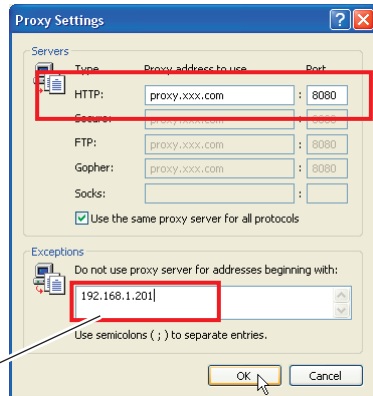 Proxy Settings
Servers
Type Proxy address to use Port
HTTP: proxy.xxx.com : 8080
Secure: proxy.xxx.com : 8080
FTP: proxy.xxx.com : 8080
Gopher: proxy.xxx.com : 8080
Socks: :
Use the same proxy server for all protocols
Exceptions
Do not use proxy server for addresses beginning with:
192.168.1.201
Use semicolons ( ; ) to separate entries.
OK Cancel